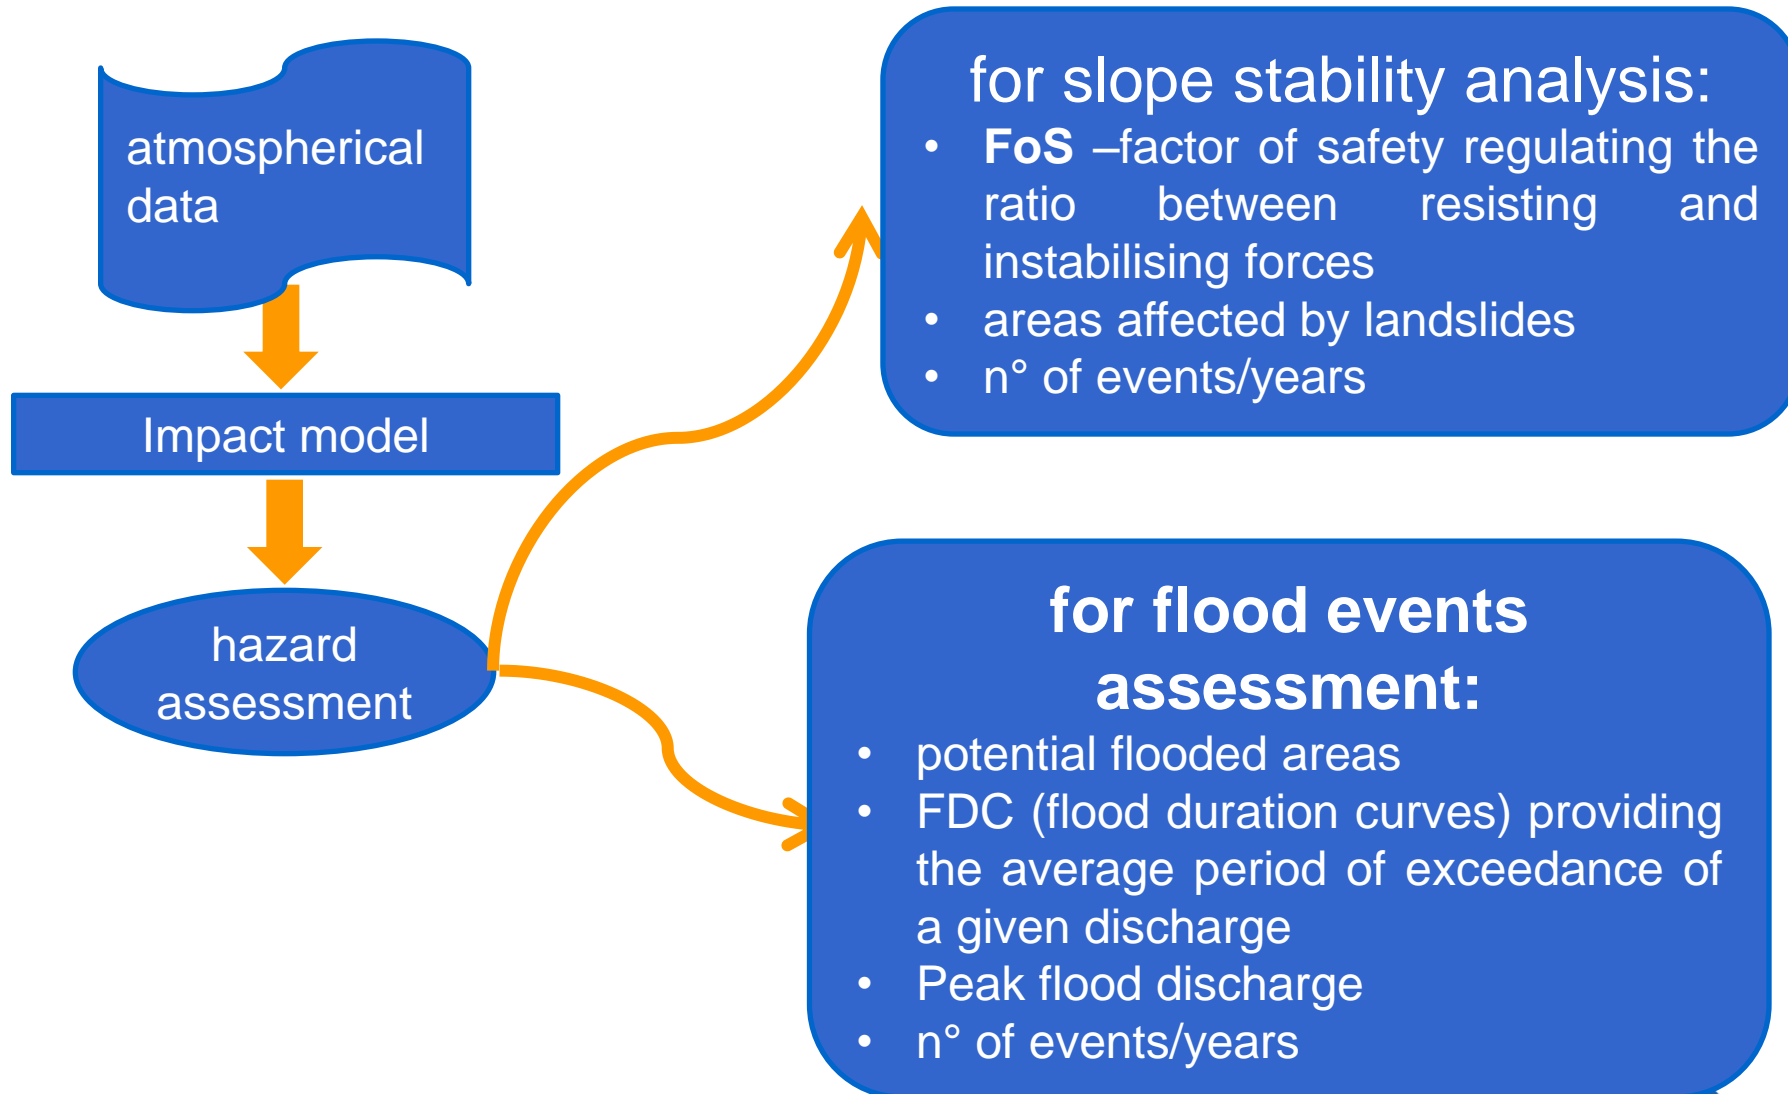 atmospherical
data
Impact model
hazard
assessment
for slope stability analysis:
• FoS –factor of safety regulating the
ratio between resisting and
instabilising forces
• areas affected by landslides
• n° of events/years
for flood events
assessment:
• potential flooded areas
• FDC (flood duration curves) providing
the average period of exceedance of
a given discharge
• Peak flood discharge
• n° of events/years